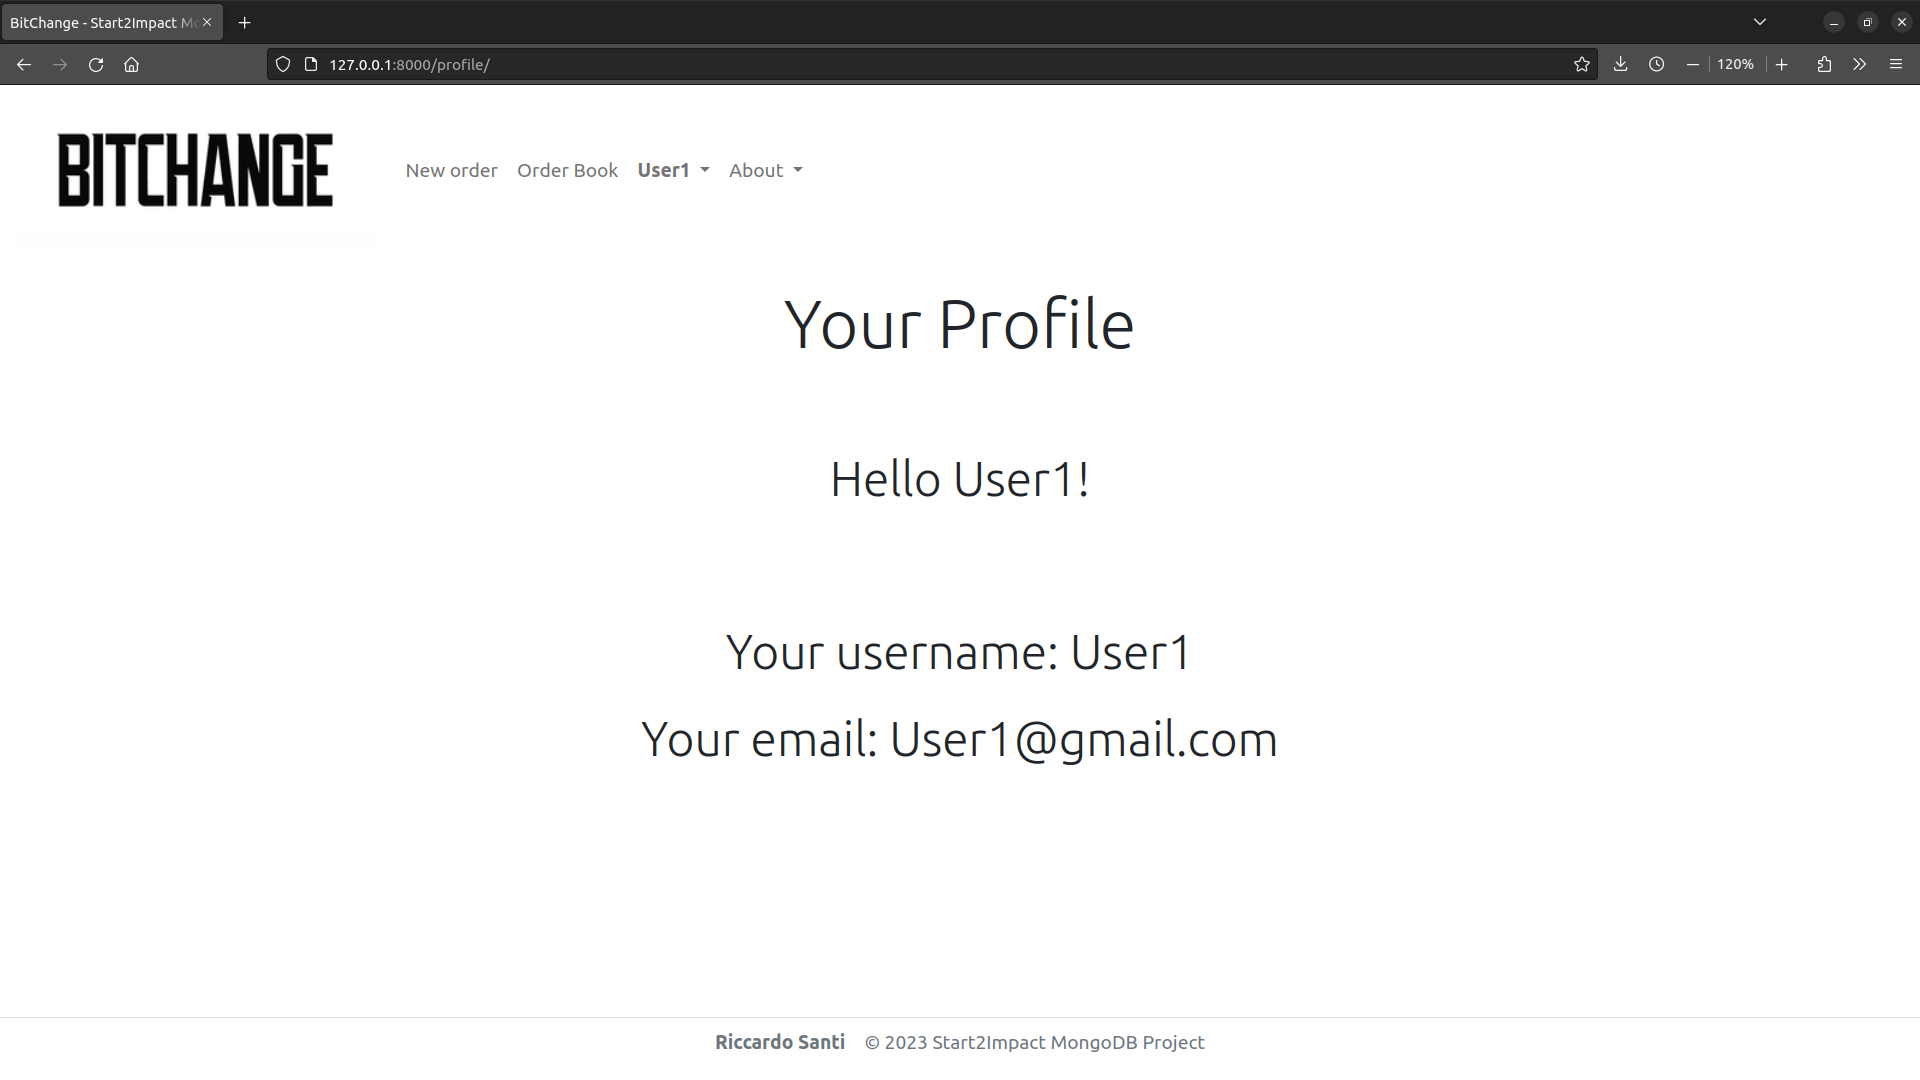 BitChange - Start2Impact M
127.0.0.1:8000/profile/
120%
BITCHANGE
New order Order Book User1 About
Your Profile
Hello User1!
Your username: User1
Your email: User1@gmail.com
Riccardo Santi © 2023 Start2Impact MongoDB Project